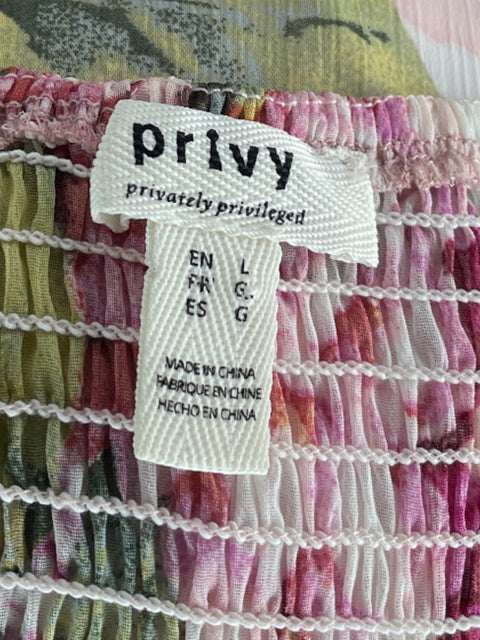 privy
privately privileged
EN L
FR G
ES G
MADE IN CHINA
FABRIQUE EN CHINE
HECHO EN CHINA